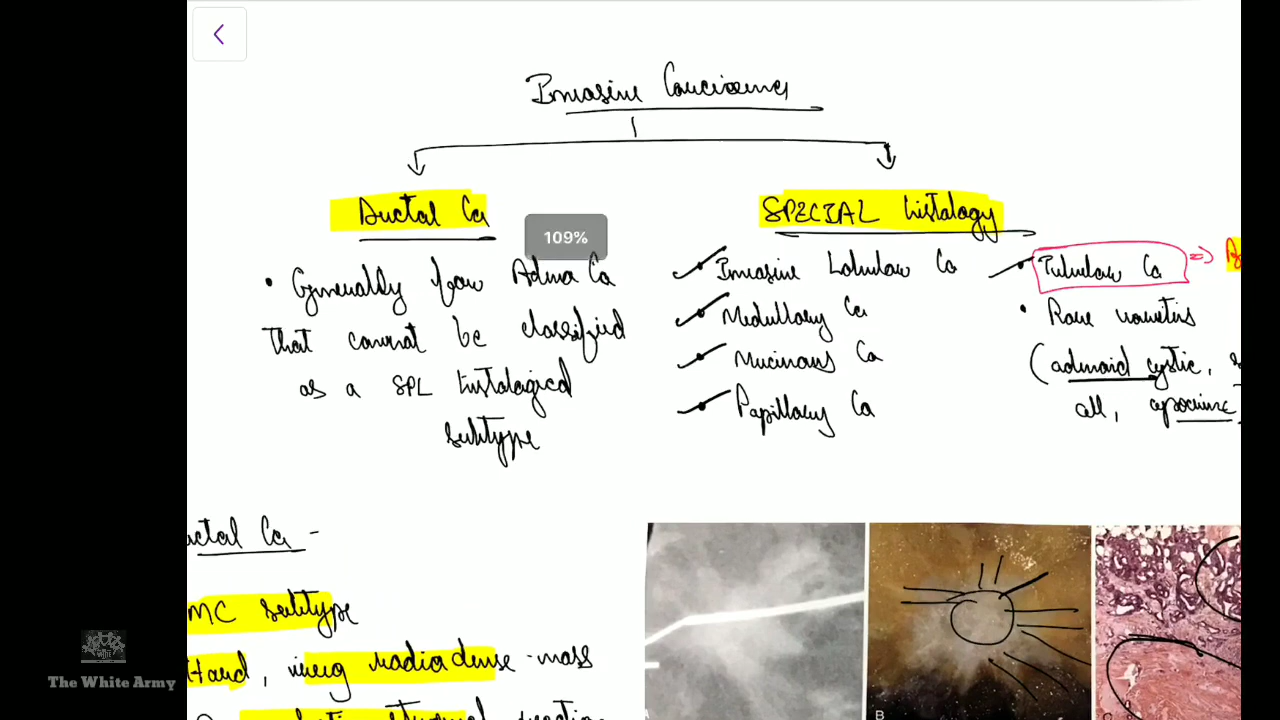 Invasive Carcinoma
Ductal Ca
SPECIAL histology
109%
• Generally for Adeno Ca
that cannot be classified
as a SPL histological
subtype
• Invasive Lobular Ca
• Medullary Ca
• Mucinous Ca
• Papillary Ca
• Tubular Ca =>
• Rare varieties
(adenoid cystic,
cell, apocrine
uctal Ca -
MC subtype
Hard, irreg radiodense mass
stromal reaction
B
The White Army